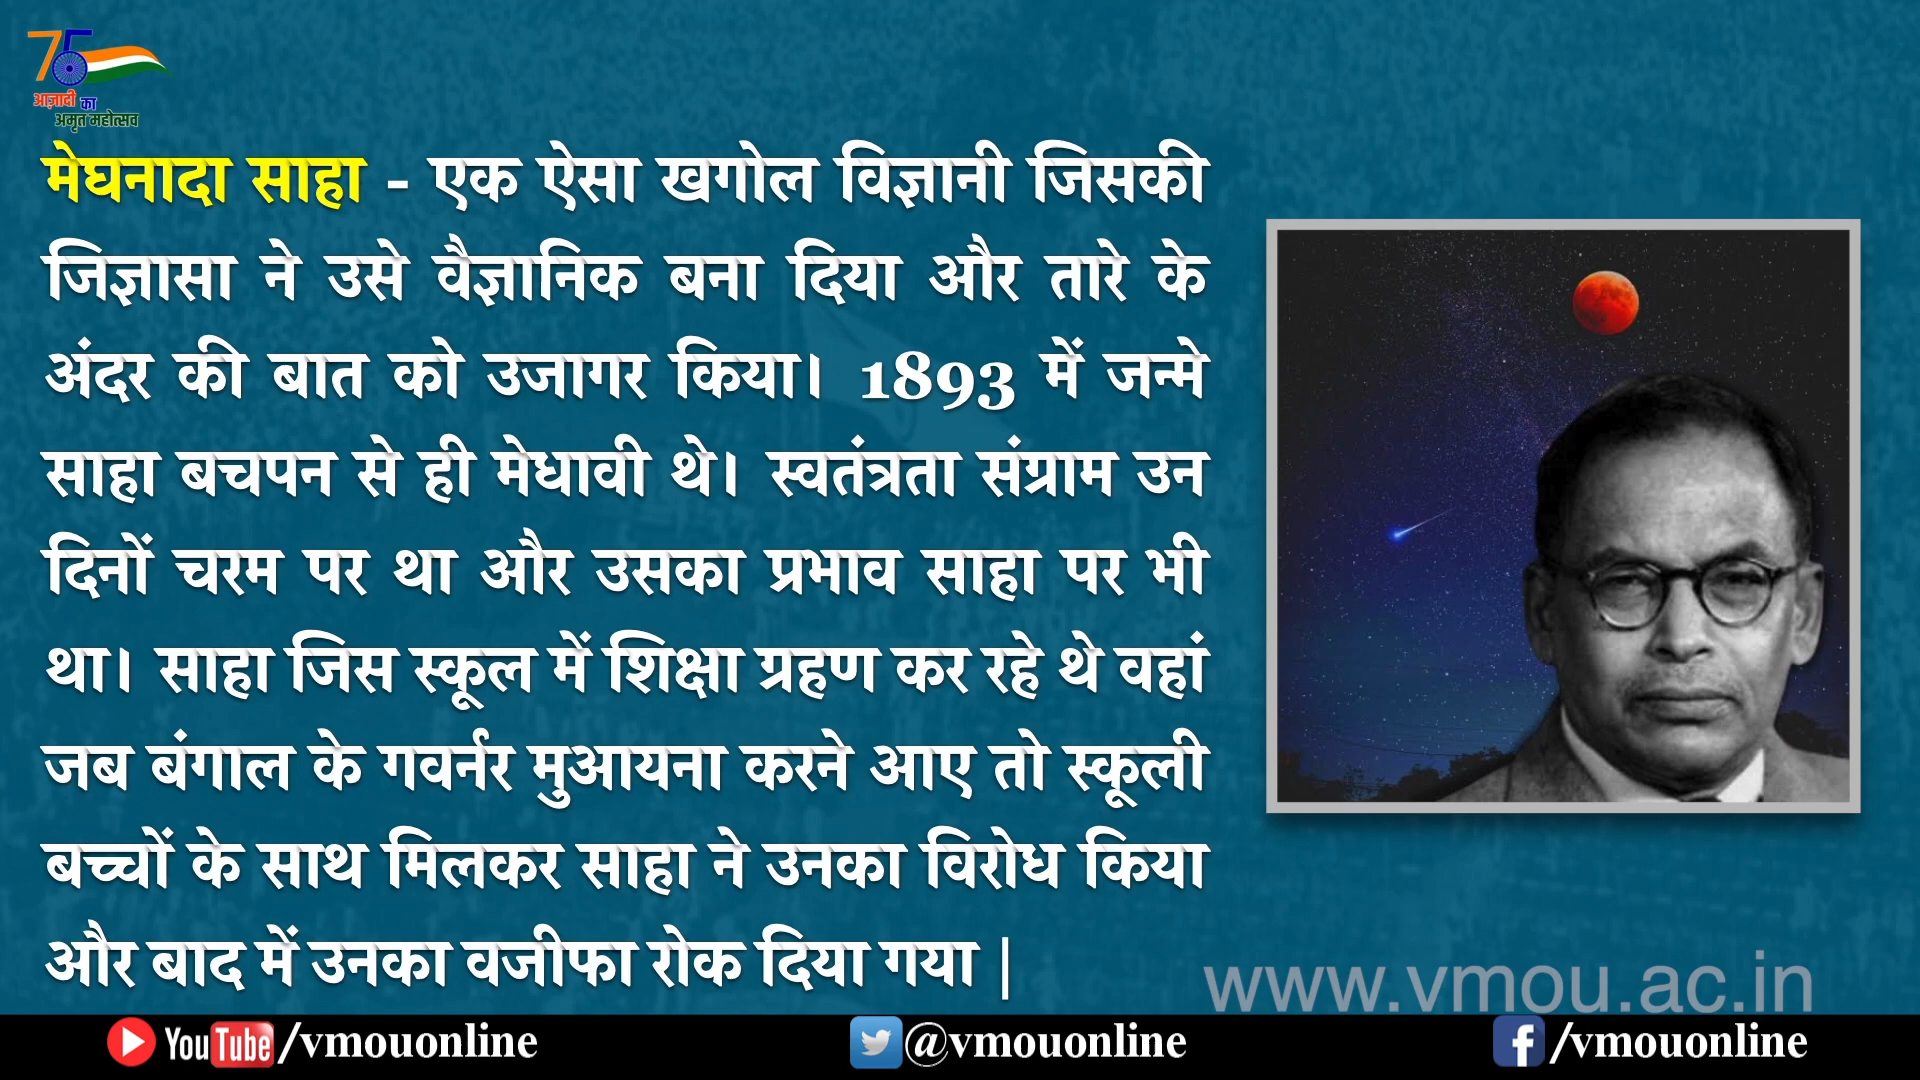 75
आज़ादी का
अमृत महोत्सव
मेघनादा साहा - एक ऐसा खगोल विज्ञानी जिसकी
जिज्ञासा ने उसे वैज्ञानिक बना दिया और तारे के
अंदर की बात को उजागर किया। 1893 में जन्मे
साहा बचपन से ही मेधावी थे। स्वतंत्रता संग्राम उन
दिनों चरम पर था और उसका प्रभाव साहा पर भी
था। साहा जिस स्कूल में शिक्षा ग्रहण कर रहे थे वहां
जब बंगाल के गवर्नर मुआयना करने आए तो स्कूली
बच्चों के साथ मिलकर साहा ने उनका विरोध किया
और बाद में उनका वजीफा रोक दिया गया |
www.vmou.ac.in
YouTube /vmouonline @vmouonline f /vmouonline